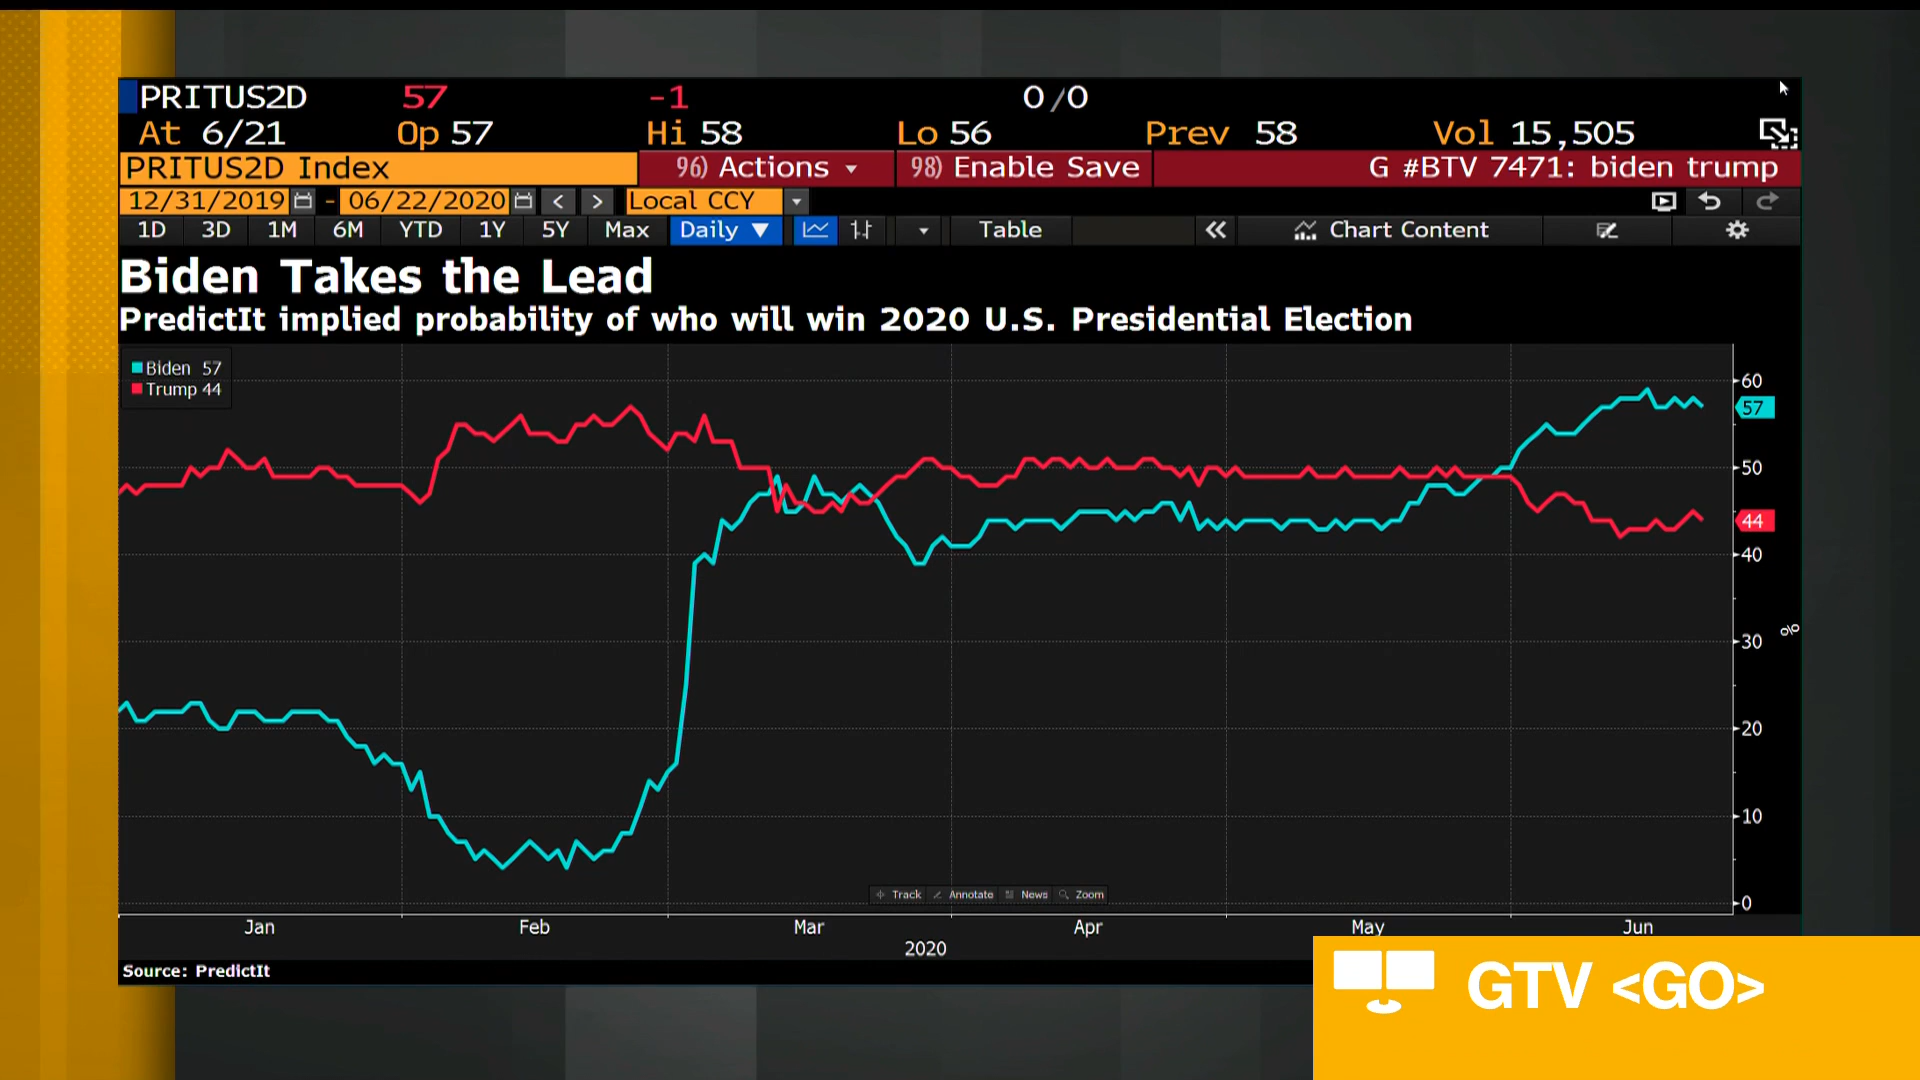 PRITUS2D 57 -1 0/0
At 6/21 Op 57 Hi 58 Lo 56 Prev 58 Vol 15,505
PRITUS2D Index 96) Actions 98) Enable Save G #BTV 7471: biden trump
12/31/2019 - 06/22/2020 < > Local CCY
1D 3D 1M 6M YTD 1Y 5Y Max Daily ▼ Table « Chart Content
Biden Takes the Lead
PredictIt implied probability of who will win 2020 U.S. Presidential Election
Biden 57
Trump 44
60
57
50
44
40
30
%
20
10
0
Track Annotate News Zoom
Jan Feb Mar Apr May Jun
2020
Source: PredictIt
GTV <GO>